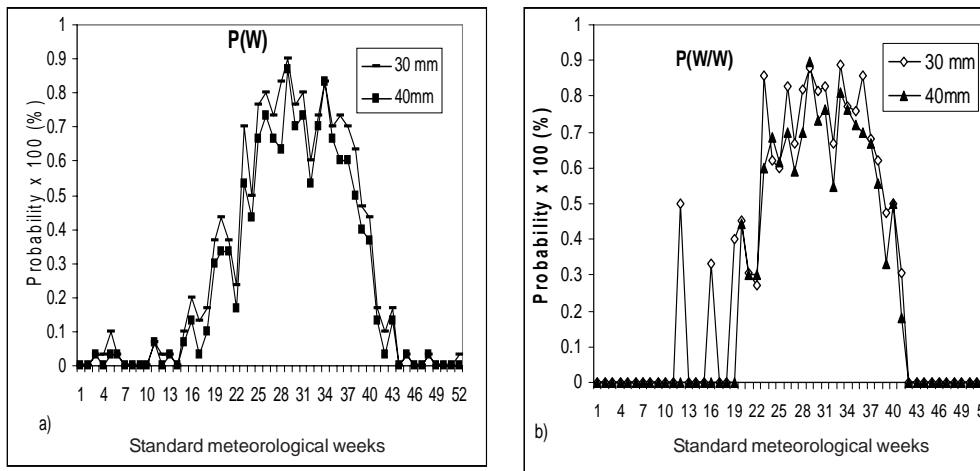 P(W)
30 mm
40mm
Probability x 100 (%)
1
0.9
0.8
0.7
0.6
0.5
0.4
0.3
0.2
0.1
0
1 4 7 10 13 16 19 22 25 28 31 34 37 40 43 46 49 52
a)
Standard meteorological weeks
P(W/W)
30 mm
40mm
Probability x 100 (%)
1
0.9
0.8
0.7
0.6
0.5
0.4
0.3
0.2
0.1
0
1 4 7 10 13 16 19 22 25 28 31 34 37 40 43 46 49 5
b)
Standard meteorological weeks